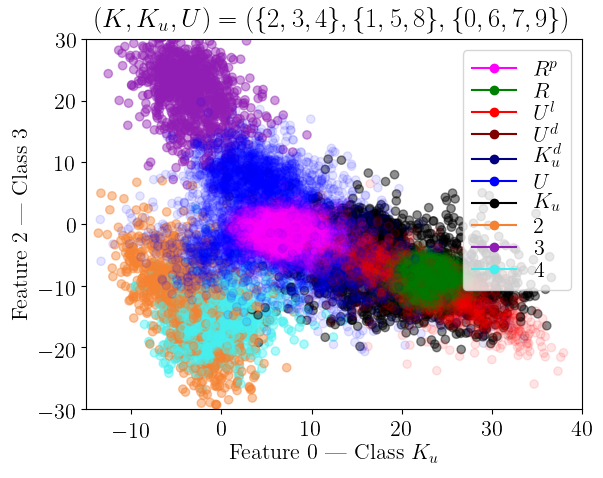 (K, K_u, U) = ({2, 3, 4}, {1, 5, 8}, {0, 6, 7, 9})
30
20
10
0
−10
−20
−30
Feature 2 — Class 3
R^p
R
U^l
U^d
K_u^d
U
K_u
2
3
4
−10
0
10
20
30
40
Feature 0 — Class K_u